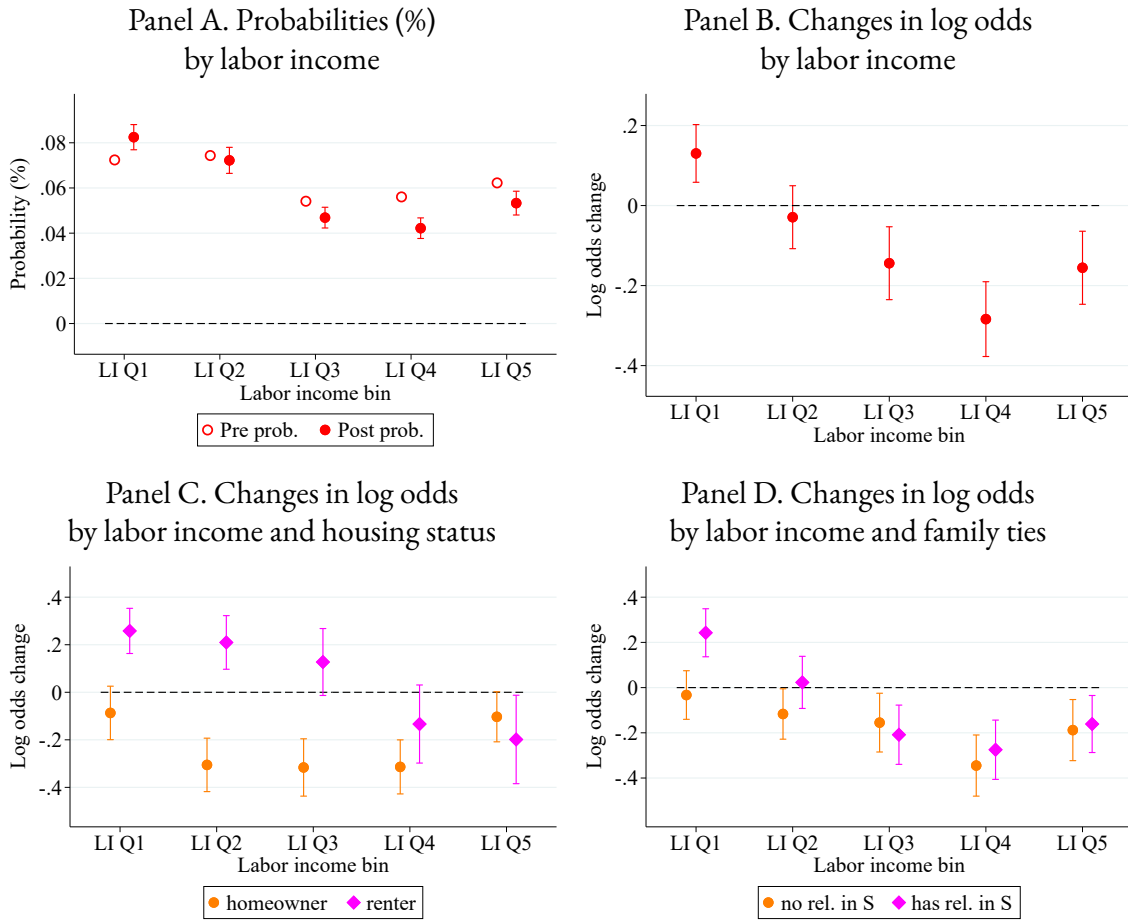 Panel A. Probabilities (%)
by labor income
Probability (%)
.08
.06
.04
.02
0
LI Q1
LI Q2
LI Q3
LI Q4
LI Q5
Labor income bin
Pre prob.
Post prob.
Panel B. Changes in log odds
by labor income
Log odds change
.2
0
-.2
-.4
LI Q1
LI Q2
LI Q3
LI Q4
LI Q5
Labor income bin
Panel C. Changes in log odds
by labor income and housing status
Log odds change
.4
.2
0
-.2
-.4
LI Q1
LI Q2
LI Q3
LI Q4
LI Q5
Labor income bin
homeowner
renter
Panel D. Changes in log odds
by labor income and family ties
Log odds change
.4
.2
0
-.2
-.4
LI Q1
LI Q2
LI Q3
LI Q4
LI Q5
Labor income bin
no rel. in S
has rel. in S